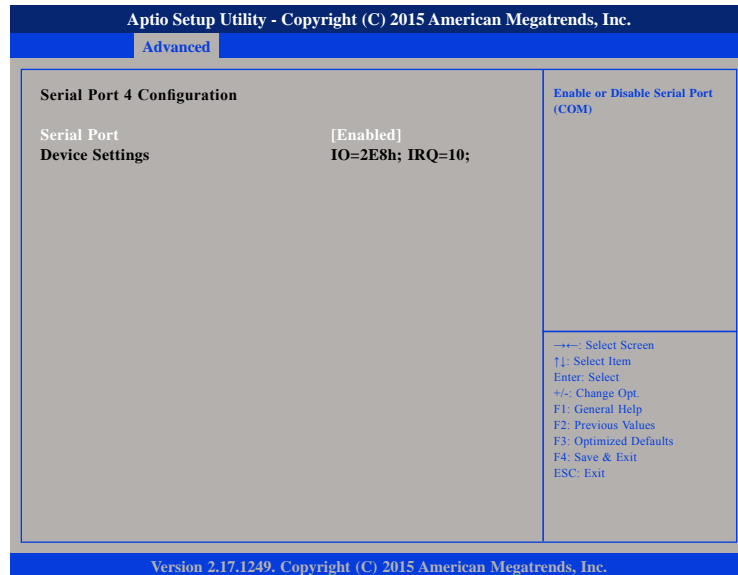 Aptio Setup Utility - Copyright (C) 2015 American Megatrends, Inc.
Advanced
Serial Port 4 Configuration
Serial Port [Enabled]
Device Settings IO=2E8h; IRQ=10;
Enable or Disable Serial Port
(COM)
→←: Select Screen
↑↓: Select Item
Enter: Select
+/-: Change Opt.
F1: General Help
F2: Previous Values
F3: Optimized Defaults
F4: Save & Exit
ESC: Exit
Version 2.17.1249. Copyright (C) 2015 American Megatrends, Inc.